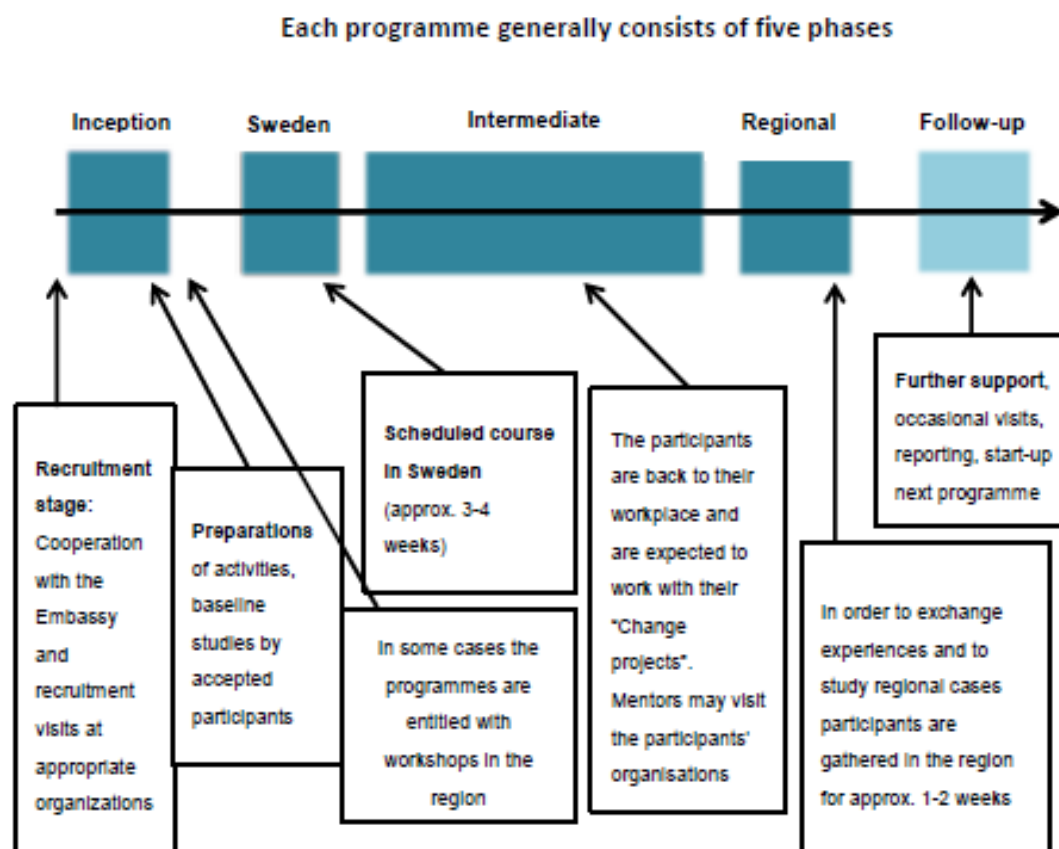 Each programme generally consists of five phases
Inception
Sweden
Intermediate
Regional
Follow-up
Recruitment
stage:
Cooperation
with the
Embassy
and
recruitment
visits at
appropriate
organizations
Preparations
of activities,
baseline
studies by
accepted
participants
Scheduled course
in Sweden
(approx. 3-4
weeks)
In some cases the
programmes are
entitled with
workshops in the
region
The participants
are back to their
workplace and
are expected to
work with their
"Change
projects".
Mentors may visit
the participants'
organisations
In order to exchange
experiences and to
study regional cases
participants are
gathered in the region
for approx. 1-2 weeks
Further support,
occasional visits,
reporting, start-up
next programme